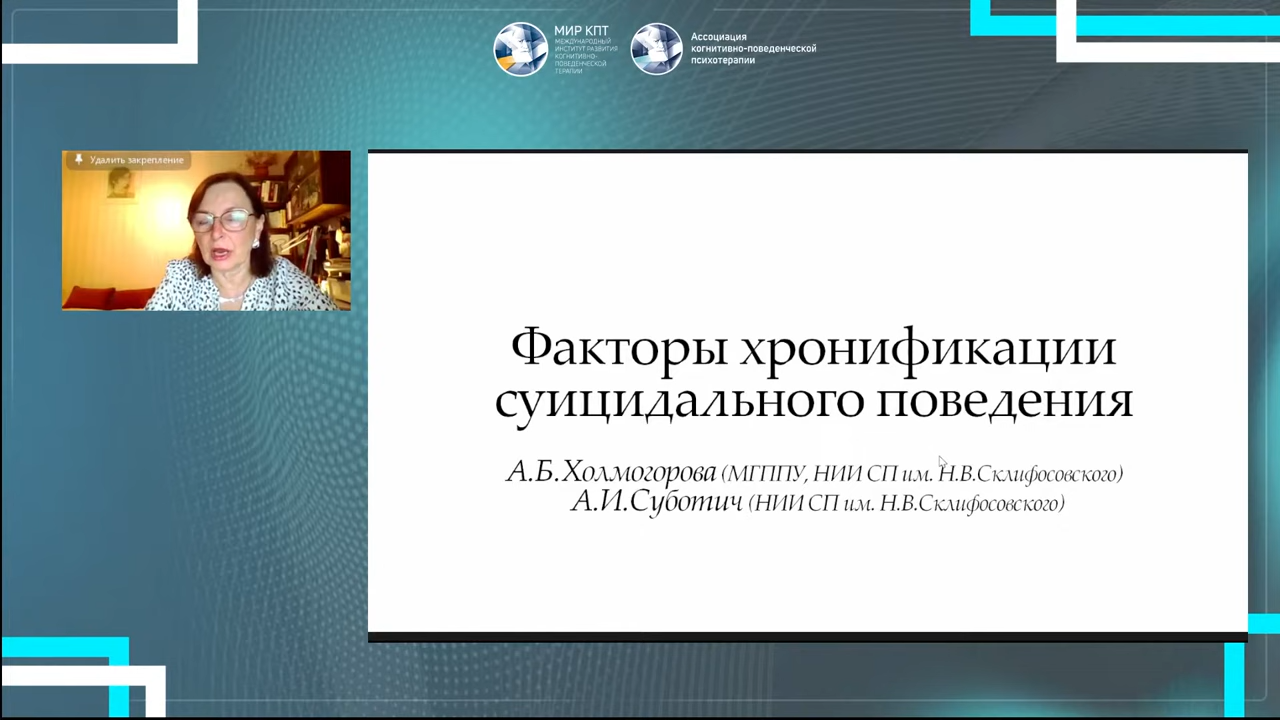 МИР КПТ
МЕЖДУНАРОДНЫЙ
ИНСТИТУТ РАЗВИТИЯ
КОГНИТИВНО-
ПОВЕДЕНЧЕСКОЙ
ТЕРАПИИ
Ассоциация
когнитивно-поведенческой
психотерапии
Удалить закрепление
Факторы хронификации
суицидального поведения
А.Б.Холмогорова (МГППУ, НИИ СП им. Н.В.Склифосовского)
А.И.Суботич (НИИ СП им. Н.В.Склифосовского)